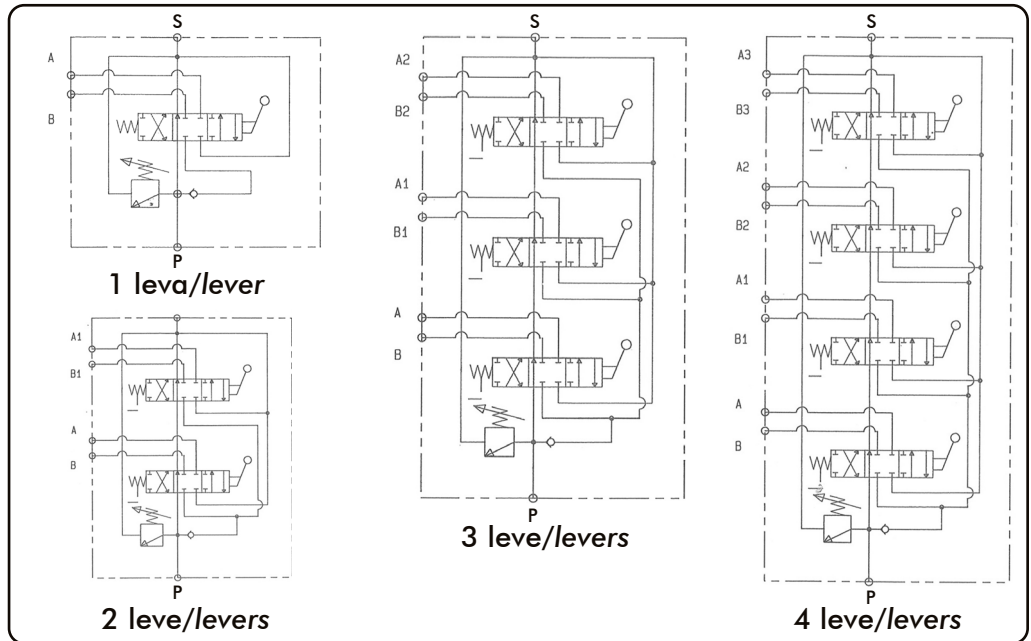 S
A
B
P
1 leva/lever
A1
B1
A
B
P
2 leve/levers
S
A2
B2
A1
B1
A
B
P
3 leve/levers
S
A3
B3
A2
B2
A1
B1
A
B
P
4 leve/levers